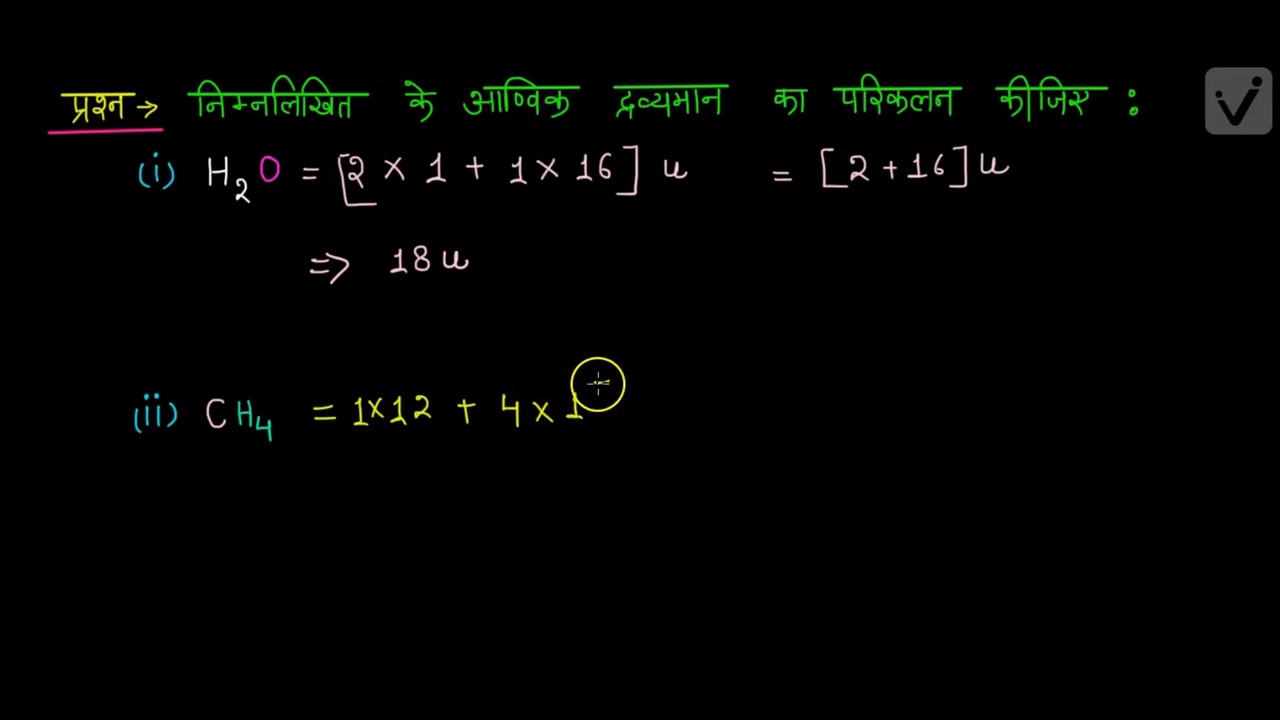 प्रश्न → निम्नलिखित के आण्विक द्रव्यमान का परिकलन कीजिए :
(i) H₂O = [2 × 1 + 1 × 16] u = [2 + 16] u
=> 18 u
(ii) CH₄ = 1×12 + 4 × 1